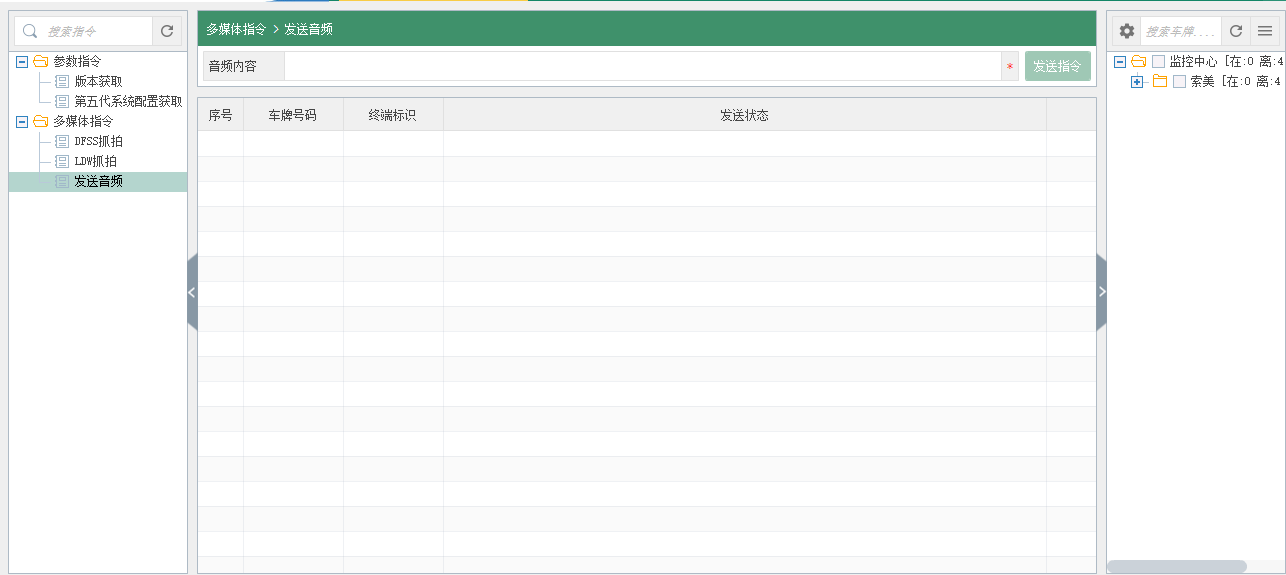 搜索指令
参数指令
版本获取
第五代系统配置获取
多媒体指令
DFSS抓拍
LDW抓拍
发送音频
多媒体指令 > 发送音频
音频内容 * 发送指令
序号 车牌号码 终端标识 发送状态
搜索车牌....
监控中心 [在:0 离:4
索美 [在:0 离:4